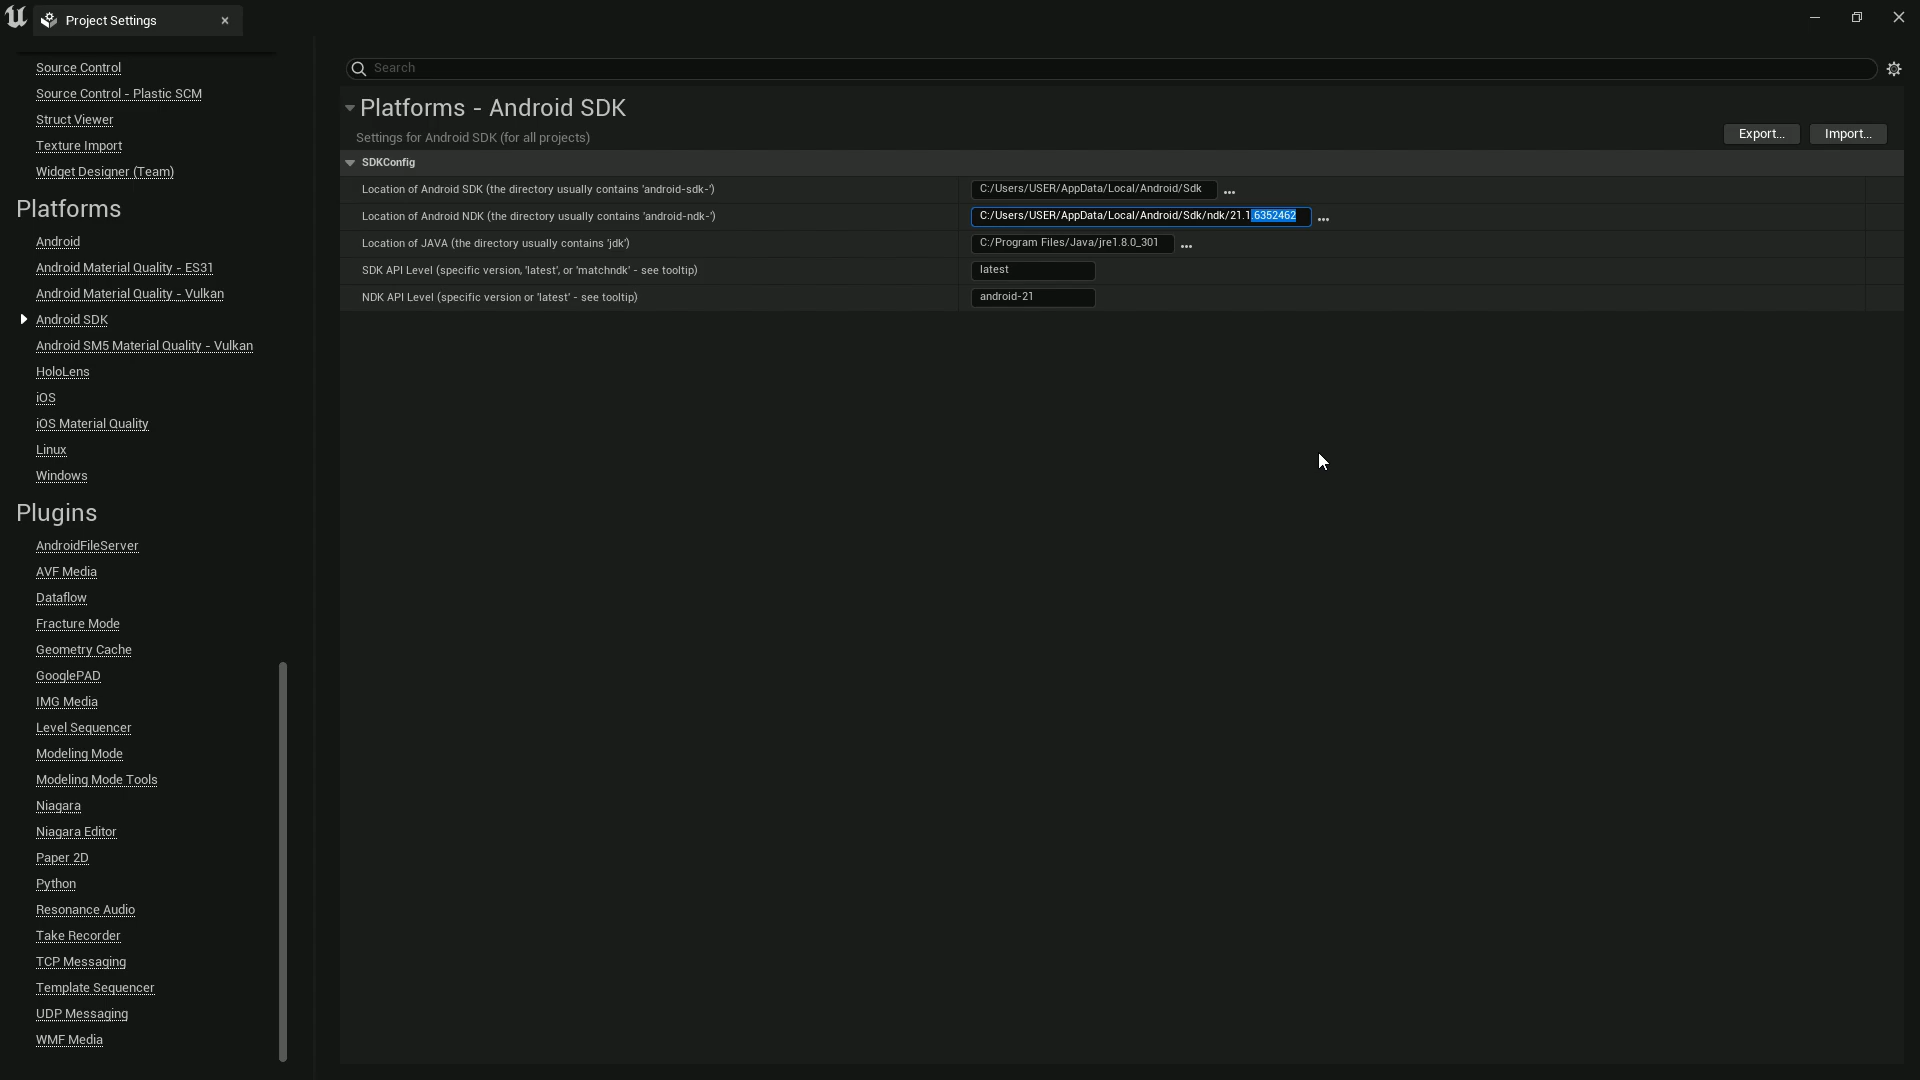 Project Settings
Source Control
Source Control - Plastic SCM
Struct Viewer
Texture Import
Widget Designer (Team)
Platforms
Android
Android Material Quality - ES31
Android Material Quality - Vulkan
Android SDK
Android SM5 Material Quality - Vulkan
HoloLens
iOS
iOS Material Quality
Linux
Windows
Plugins
AndroidFileServer
AVF Media
Dataflow
Fracture Mode
Geometry Cache
GooglePAD
IMG Media
Level Sequencer
Modeling Mode
Modeling Mode Tools
Niagara
Niagara Editor
Paper 2D
Python
Resonance Audio
Take Recorder
TCP Messaging
Template Sequencer
UDP Messaging
WMF Media
Search
Platforms - Android SDK
Settings for Android SDK (for all projects)
Export...
Import...
SDKConfig
Location of Android SDK (the directory usually contains 'android-sdk-') C:/Users/USER/AppData/Local/Android/Sdk ...
Location of Android NDK (the directory usually contains 'android-ndk-') C:/Users/USER/AppData/Local/Android/Sdk/ndk/21.1.6352462 ...
Location of JAVA (the directory usually contains 'jdk') C:/Program Files/Java/jre1.8.0_301 ...
SDK API Level (specific version, 'latest', or 'matchndk' - see tooltip) latest
NDK API Level (specific version or 'latest' - see tooltip) android-21